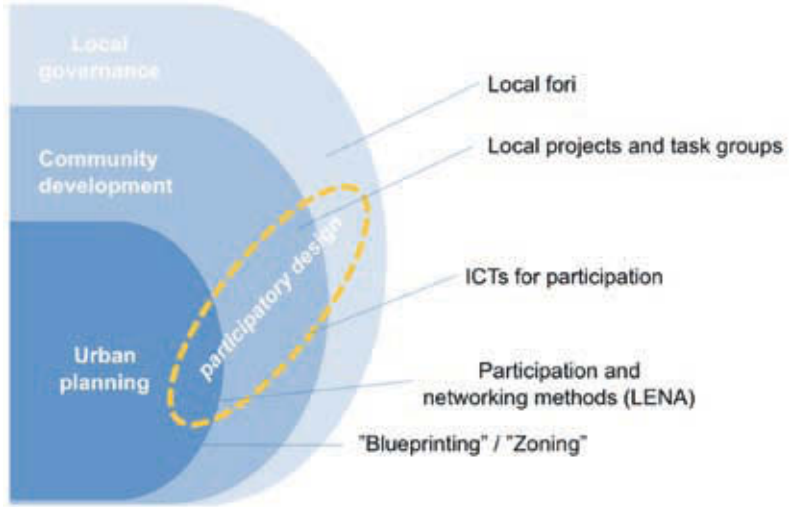 Local
governance
Local fori
Community
development
Local projects and task groups
participatory design
ICTs for participation
Urban
planning
Participation and
networking methods (LENA)
”Blueprinting” / ”Zoning”